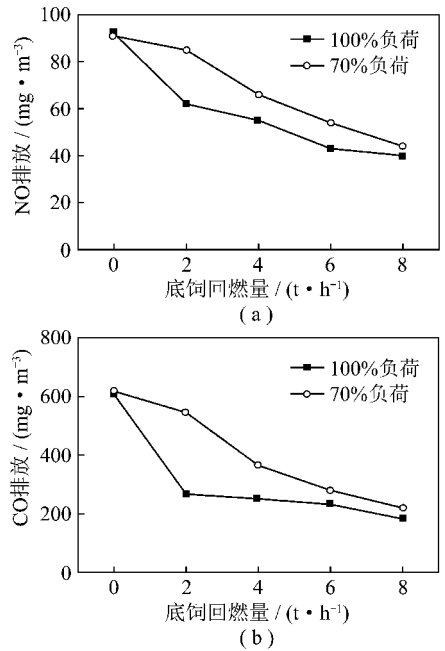 100
80
60
40
20
0
NO排放 / (mg·m⁻³)
100%负荷
70%负荷
0 2 4 6 8
底饲回燃量 / (t·h⁻¹)
(a)
800
600
400
200
0
CO排放 / (mg·m⁻³)
100%负荷
70%负荷
0 2 4 6 8
底饲回燃量 / (t·h⁻¹)
(b)